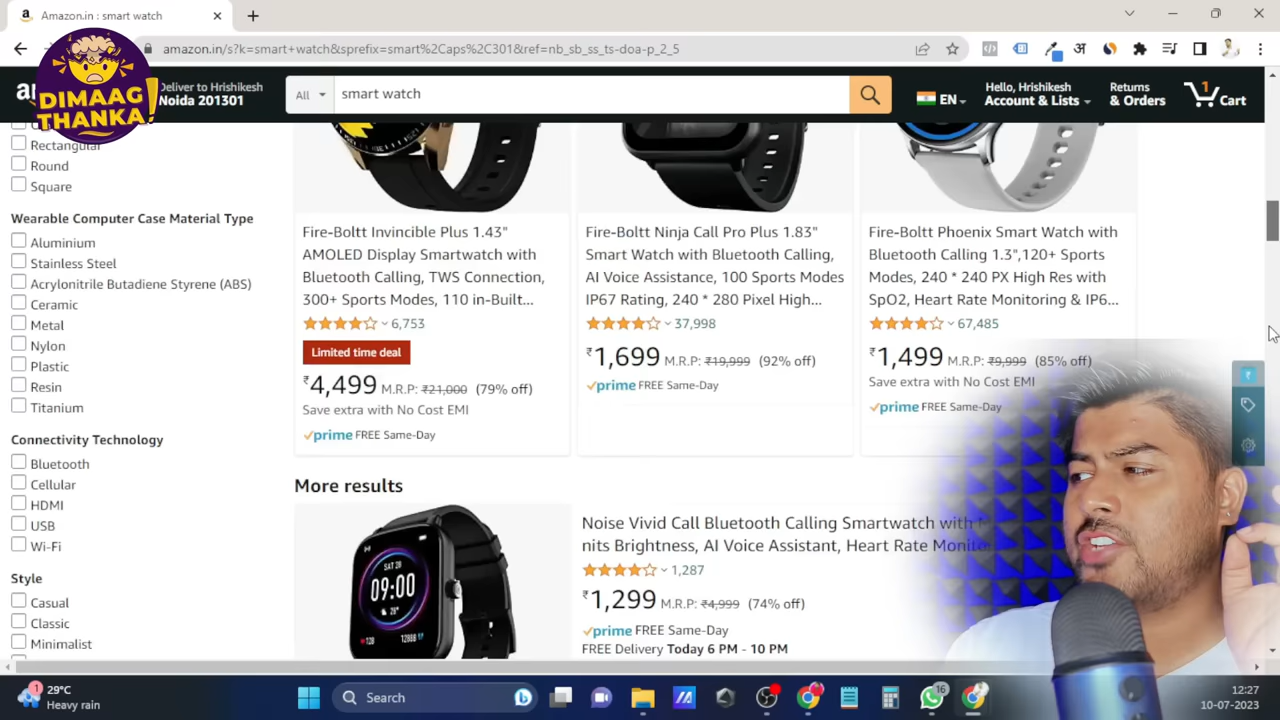 Amazon.in : smart watch
amazon.in/s?k=smart+watch&sprefix=smart%2Caps%2C301&ref=nb_sb_ss_ts-doa-p_2_5
DIMAAG
THANKA!
Deliver to Hrishikesh
Noida 201301
All
smart watch
EN
Hello, Hrishikesh
Account & Lists
Returns
& Orders
1
Cart
Rectangular
Round
Square
Wearable Computer Case Material Type
Aluminium
Stainless Steel
Acrylonitrile Butadiene Styrene (ABS)
Ceramic
Metal
Nylon
Plastic
Resin
Titanium
Connectivity Technology
Bluetooth
Cellular
HDMI
USB
Wi-Fi
Style
Casual
Classic
Minimalist
Fire-Boltt Invincible Plus 1.43"
AMOLED Display Smartwatch with
Bluetooth Calling, TWS Connection,
300+ Sports Modes, 110 in-Built...
6,753
Limited time deal
₹4,499 M.R.P: ₹21,000 (79% off)
Save extra with No Cost EMI
prime FREE Same-Day
Fire-Boltt Ninja Call Pro Plus 1.83"
Smart Watch with Bluetooth Calling,
AI Voice Assistance, 100 Sports Modes
IP67 Rating, 240 * 280 Pixel High...
37,998
₹1,699 M.R.P: ₹19,999 (92% off)
prime FREE Same-Day
Fire-Boltt Phoenix Smart Watch with
Bluetooth Calling 1.3",120+ Sports
Modes, 240 * 240 PX High Res with
SpO2, Heart Rate Monitoring & IP6...
67,485
₹1,499 M.R.P: ₹9,999 (85% off)
Save extra with No Cost EMI
prime FREE Same-Day
More results
SAT 28
09:00
Noise Vivid Call Bluetooth Calling Smartwatch with
nits Brightness, AI Voice Assistant, Heart Rate
1,287
₹1,299 M.R.P: ₹4,999 (74% off)
prime FREE Same-Day
FREE Delivery Today 6 PM - 10 PM
1
29°C
Heavy rain
Search
16
12:27
10-07-2023